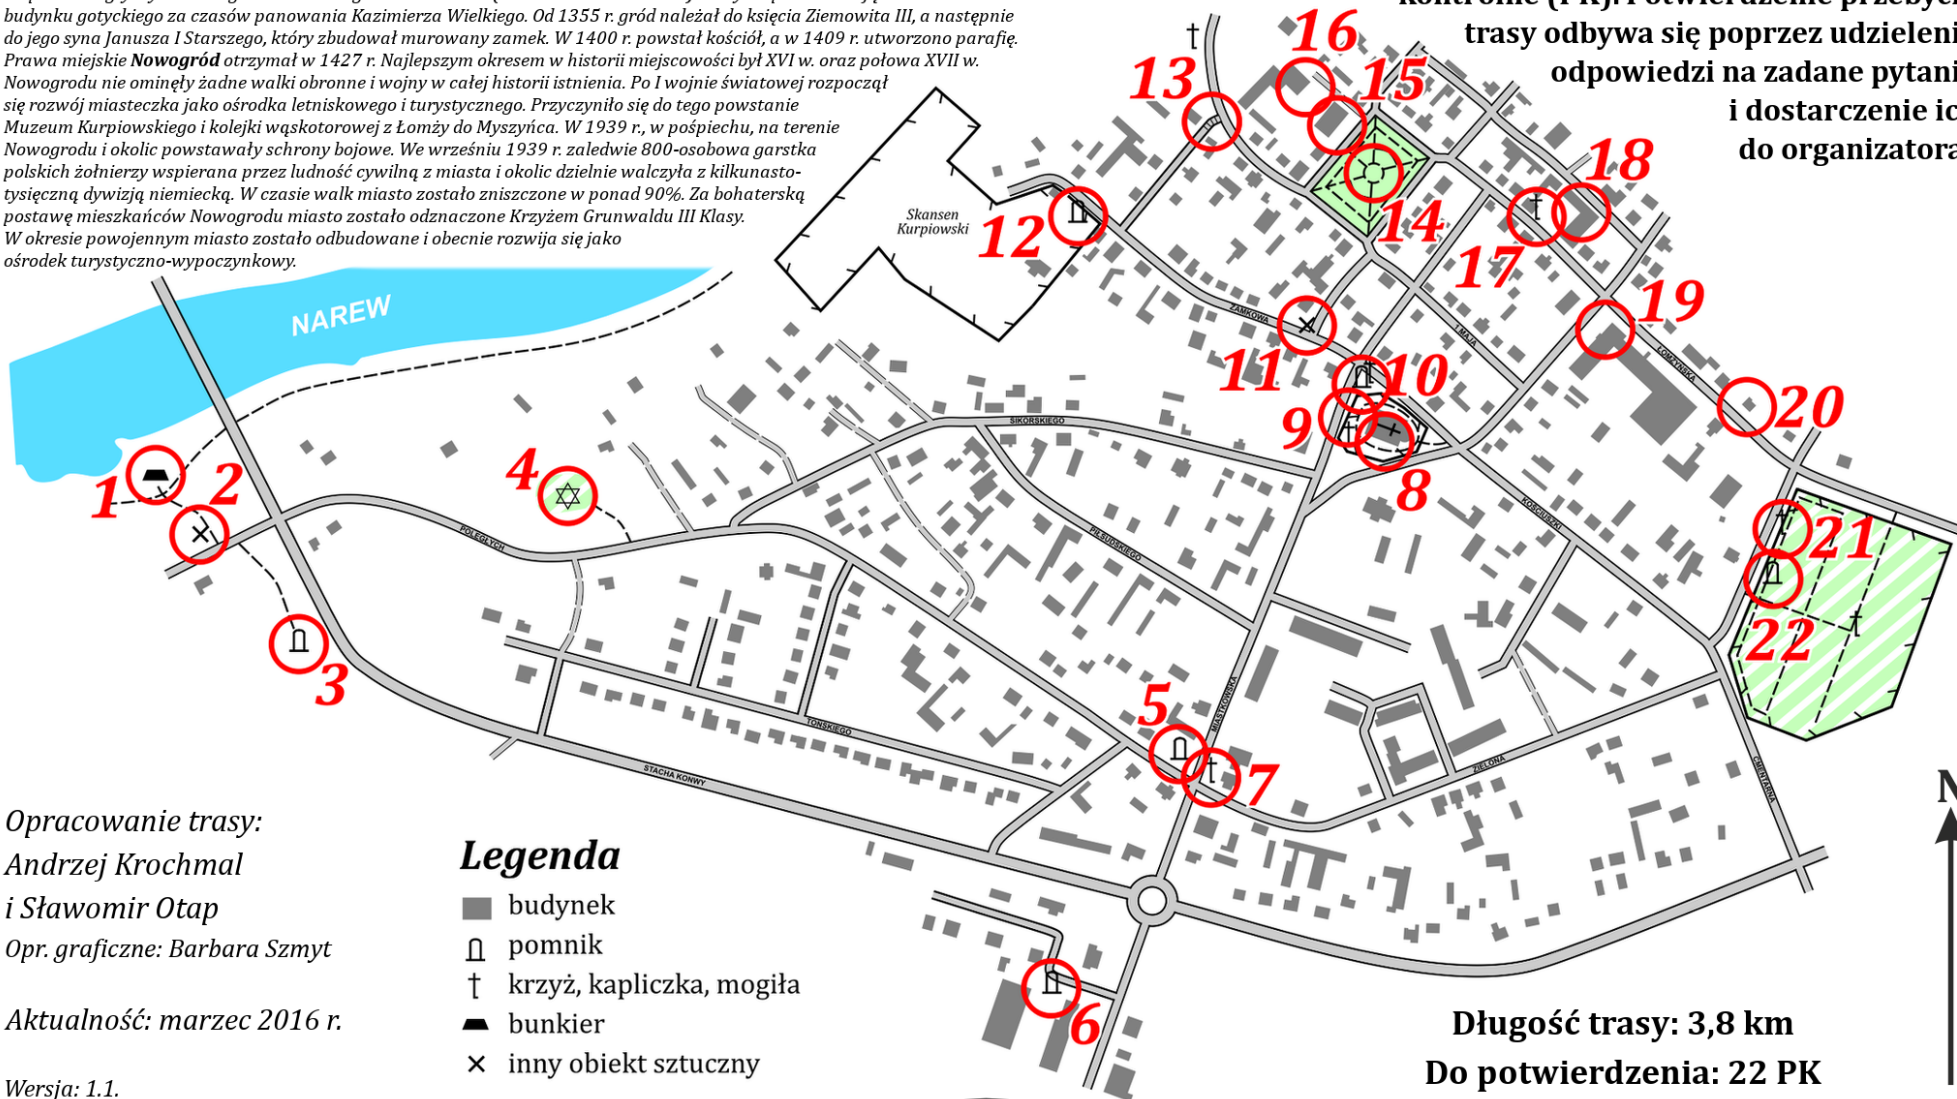 budynku gotyckiego za czasów panowania Kazimierza Wielkiego. Od 1355 r. gród należał do księcia Ziemowita III, a następnie
do jego syna Janusza I Starszego, który zbudował murowany zamek. W 1400 r. powstał kościół, a w 1409 r. utworzono parafię.
Prawa miejskie Nowogród otrzymał w 1427 r. Najlepszym okresem w historii miejscowości był XVI w. oraz połowa XVII w.
Nowogrodu nie ominęły żadne walki obronne i wojny w całej historii istnienia. Po I wojnie światowej rozpoczął
się rozwój miasteczka jako ośrodka letniskowego i turystycznego. Przyczyniło się do tego powstanie
Muzeum Kurpiowskiego i kolejki wąskotorowej z Łomży do Myszyńca. W 1939 r., w pośpiechu, na terenie
Nowogrodu i okolic powstawały schrony bojowe. We wrześniu 1939 r. zaledwie 800-osobowa garstka
polskich żołnierzy wspierana przez ludność cywilną z miasta i okolic dzielnie walczyła z kilkunasto-
tysięczną dywizją niemiecką. W czasie walk miasto zostało zniszczone w ponad 90%. Za bohaterską
postawę mieszkańców Nowogrodu miasto zostało odznaczone Krzyżem Grunwaldu III Klasy.
W okresie powojennym miasto zostało odbudowane i obecnie rozwija się jako
ośrodek turystyczno-wypoczynkowy.
trasy odbywa się poprzez udzieleni
odpowiedzi na zadane pytani
i dostarczenie ic
do organizatora
16
13
15
18
Skansen
Kurpiowski
12
14
17
19
NAREW
ZAMKOWA
1 MAJA
ŁOMŻYŃSKA
11
10
20
9
SIKORSKIEGO
4
1
2
8
KOŚCIUSZKI
21
POLEGŁYCH
PIŁSUDSKIEGO
22
3
5
MIASTKOWSKA
TOŃSKIEGO
7
ZIELONA
CMENTARNA
STACHA KONWY
N
6
Opracowanie trasy:
Andrzej Krochmal
i Sławomir Otap
Opr. graficzne: Barbara Szmyt
Aktualność: marzec 2016 r.
Wersja: 1.1.
Legenda
budynek
pomnik
krzyż, kapliczka, mogiła
bunkier
inny obiekt sztuczny
Długość trasy: 3,8 km
Do potwierdzenia: 22 PK